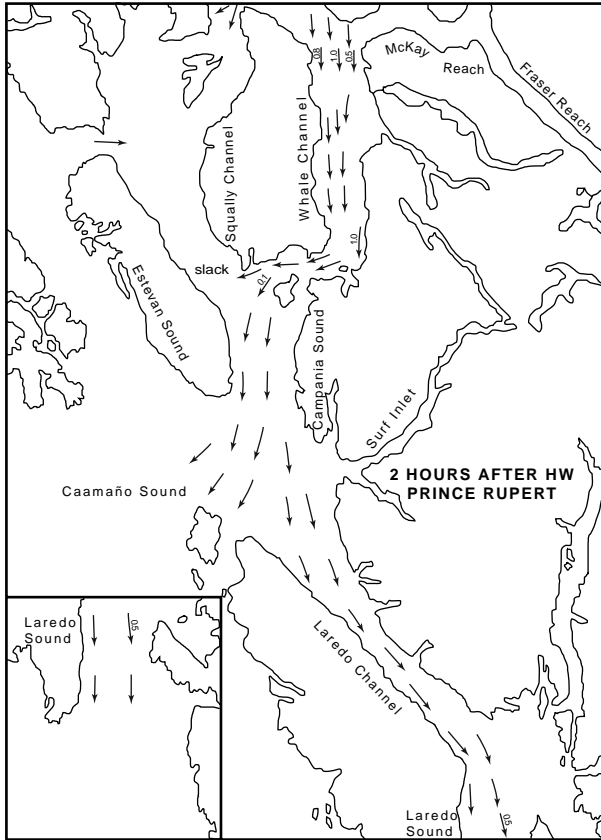 0.8
1.0
0.5
McKay
Reach
Fraser Reach
Squally Channel
Whale Channel
1.0
slack
0.1
Estevan Sound
Campania Sound
Surf Inlet
2 HOURS AFTER HW
PRINCE RUPERT
Caamaño Sound
Laredo
Sound
0.5
Laredo Channel
Laredo
Sound
0.5